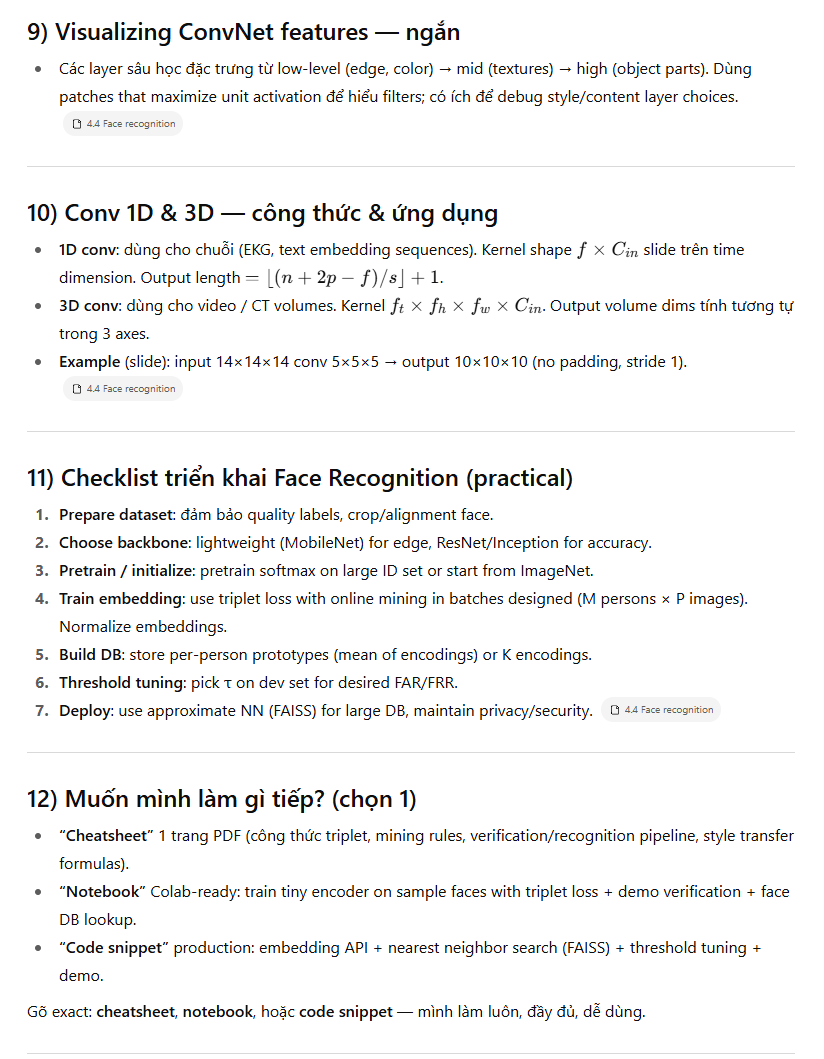 9) Visualizing ConvNet features — ngắn
• Các layer sâu học đặc trưng từ low-level (edge, color) → mid (textures) → high (object parts). Dùng
patches that maximize unit activation để hiểu filters; có ích để debug style/content layer choices.
4.4 Face recognition
10) Conv 1D & 3D — công thức & ứng dụng
• 1D conv: dùng cho chuỗi (EKG, text embedding sequences). Kernel shape f × C_in slide trên time
dimension. Output length = ⌊(n + 2p − f)/s⌋ + 1.
• 3D conv: dùng cho video / CT volumes. Kernel f_t × f_h × f_w × C_in. Output volume dims tính tương tự
trong 3 axes.
• Example (slide): input 14×14×14 conv 5×5×5 → output 10×10×10 (no padding, stride 1).
4.4 Face recognition
11) Checklist triển khai Face Recognition (practical)
1. Prepare dataset: đảm bảo quality labels, crop/alignment face.
2. Choose backbone: lightweight (MobileNet) for edge, ResNet/Inception for accuracy.
3. Pretrain / initialize: pretrain softmax on large ID set or start from ImageNet.
4. Train embedding: use triplet loss with online mining in batches designed (M persons × P images).
Normalize embeddings.
5. Build DB: store per-person prototypes (mean of encodings) or K encodings.
6. Threshold tuning: pick τ on dev set for desired FAR/FRR.
7. Deploy: use approximate NN (FAISS) for large DB, maintain privacy/security. 4.4 Face recognition
12) Muốn mình làm gì tiếp? (chọn 1)
• “Cheatsheet” 1 trang PDF (công thức triplet, mining rules, verification/recognition pipeline, style transfer
formulas).
• “Notebook” Colab-ready: train tiny encoder on sample faces with triplet loss + demo verification + face
DB lookup.
• “Code snippet” production: embedding API + nearest neighbor search (FAISS) + threshold tuning +
demo.
Gõ exact: cheatsheet, notebook, hoặc code snippet — mình làm luôn, đầy đủ, dễ dùng.